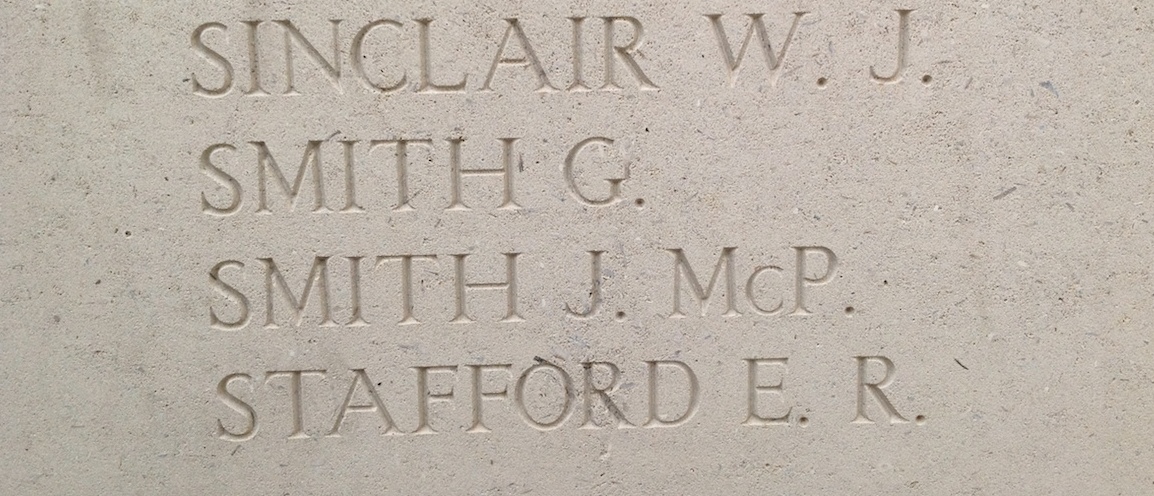 SINCLAIR W. J.
SMITH G.
SMITH J. McP.
STAFFORD E. R.